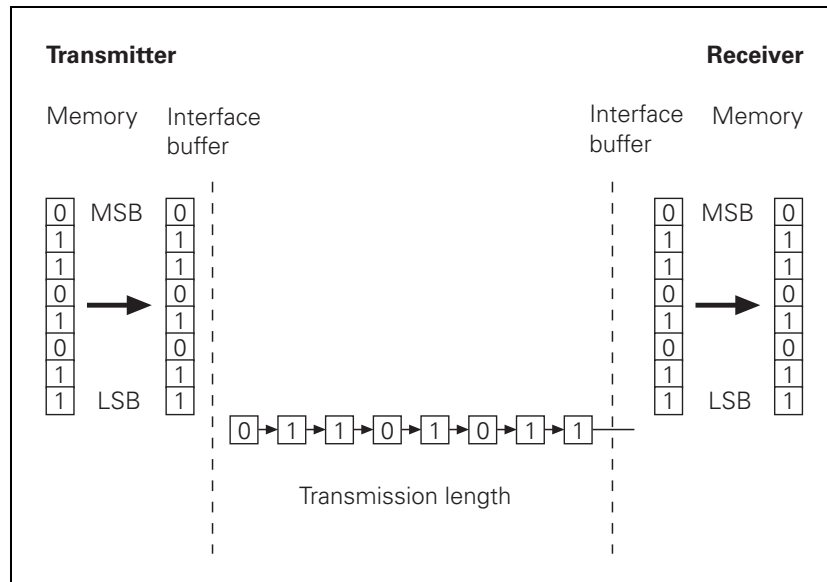 Transmitter Receiver
Memory Interface buffer Interface buffer Memory
0 MSB 0 0 MSB 0
1 1 1 1
1 1 1 1
0 0 0 0
1 1 1 1
0 0 0 0
1 1 1 1
1 LSB 1 1 LSB 1
0 1 1 0 1 0 1 1
Transmission length